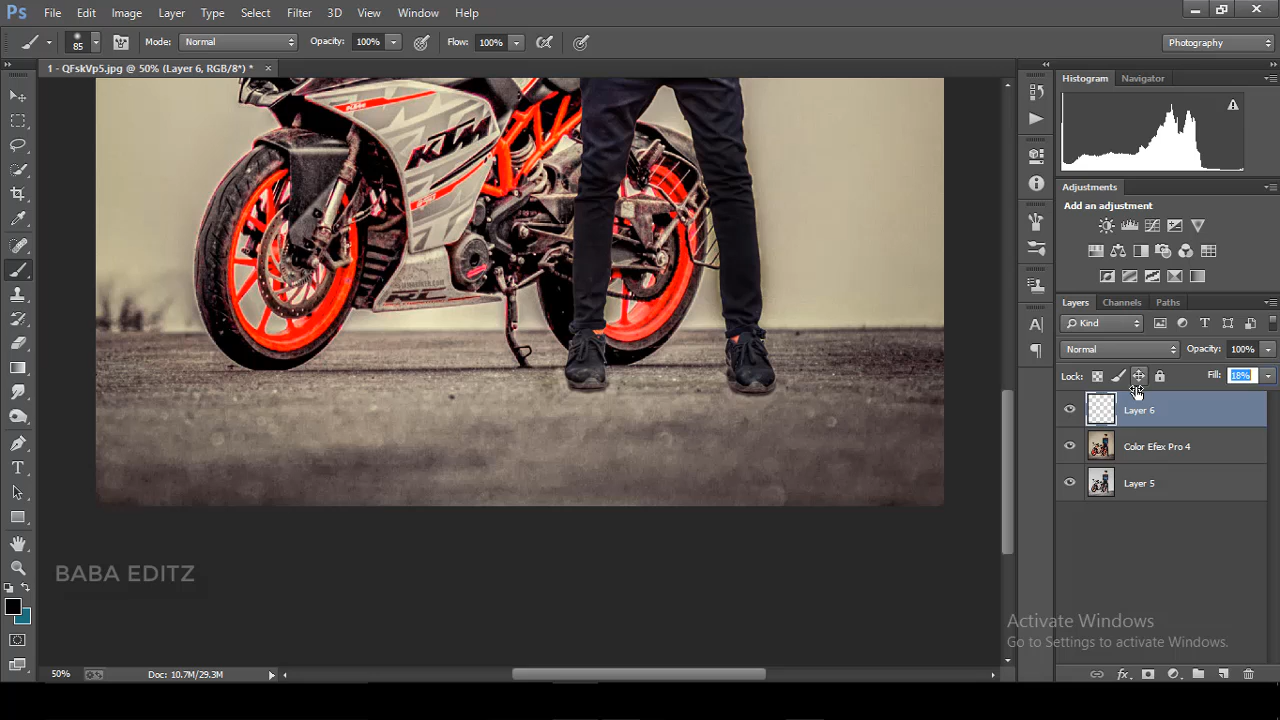 Ps File Edit Image Layer Type Select Filter 3D View Window Help
85 Mode: Normal Opacity: 100% Flow: 100% Photography
1 - QFskVp5.jpg @ 50% (Layer 6, RGB/8*) * ×
Histogram Navigator
Adjustments
Add an adjustment
Layers Channels Paths
Kind
Normal Opacity: 100%
Lock: Fill: 18%
Layer 6
Color Efex Pro 4
Layer 5
KTM
BABA EDITZ
Activate Windows
Go to Settings to activate Windows.
50% Doc: 10.7M/29.3M